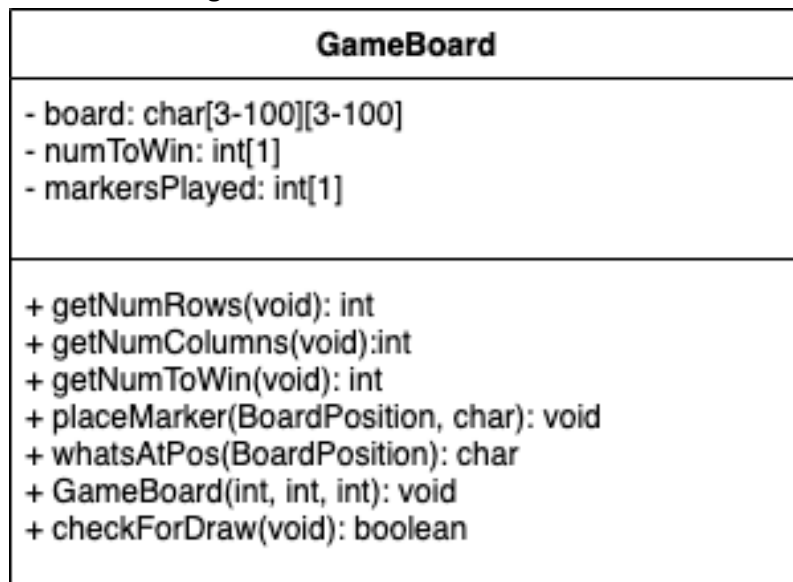 GameBoard
- board: char[3-100][3-100]
- numToWin: int[1]
- markersPlayed: int[1]
+ getNumRows(void): int
+ getNumColumns(void):int
+ getNumToWin(void): int
+ placeMarker(BoardPosition, char): void
+ whatsAtPos(BoardPosition): char
+ GameBoard(int, int, int): void
+ checkForDraw(void): boolean